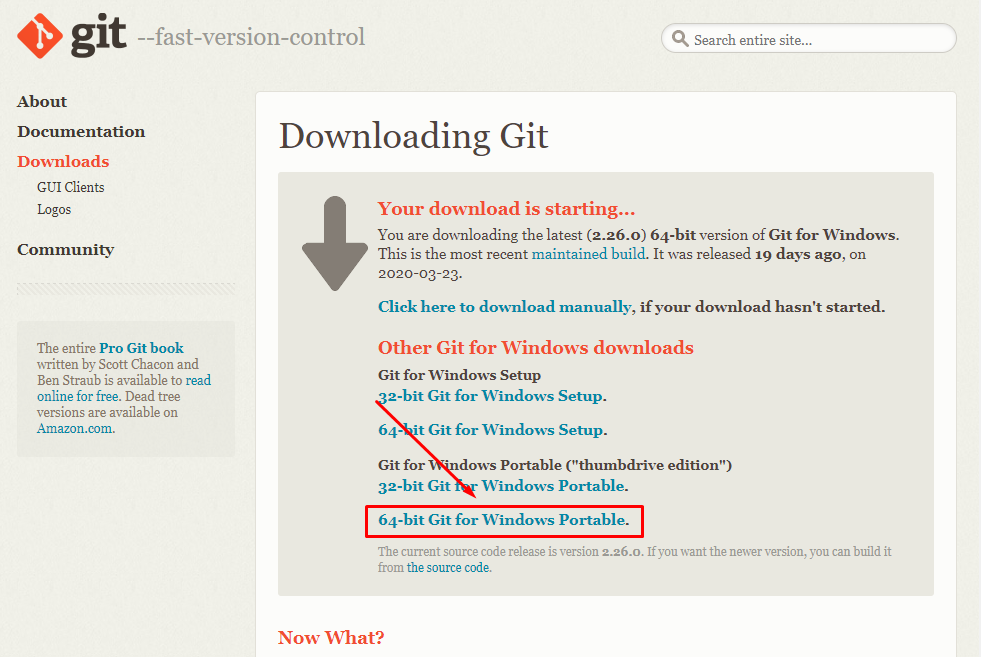 git --fast-version-control
Search entire site...
About
Documentation
Downloads
GUI Clients
Logos
Community
The entire Pro Git book
written by Scott Chacon and
Ben Straub is available to read
online for free. Dead tree
versions are available on
Amazon.com.
Downloading Git
Your download is starting...
You are downloading the latest (2.26.0) 64-bit version of Git for Windows.
This is the most recent maintained build. It was released 19 days ago, on
2020-03-23.
Click here to download manually, if your download hasn't started.
Other Git for Windows downloads
Git for Windows Setup
32-bit Git for Windows Setup.
64-bit Git for Windows Setup.
Git for Windows Portable ("thumbdrive edition")
32-bit Git for Windows Portable.
64-bit Git for Windows Portable.
The current source code release is version 2.26.0. If you want the newer version, you can build it
from the source code.
Now What?